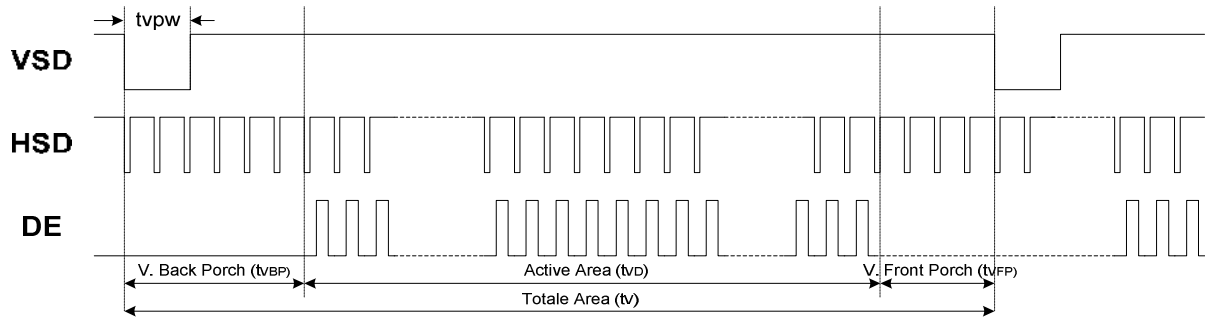 tvpw
VSD
HSD
DE
V. Back Porch (tVBP)
Active Area (tVD)
V. Front Porch (tVFP)
Totale Area (tV)